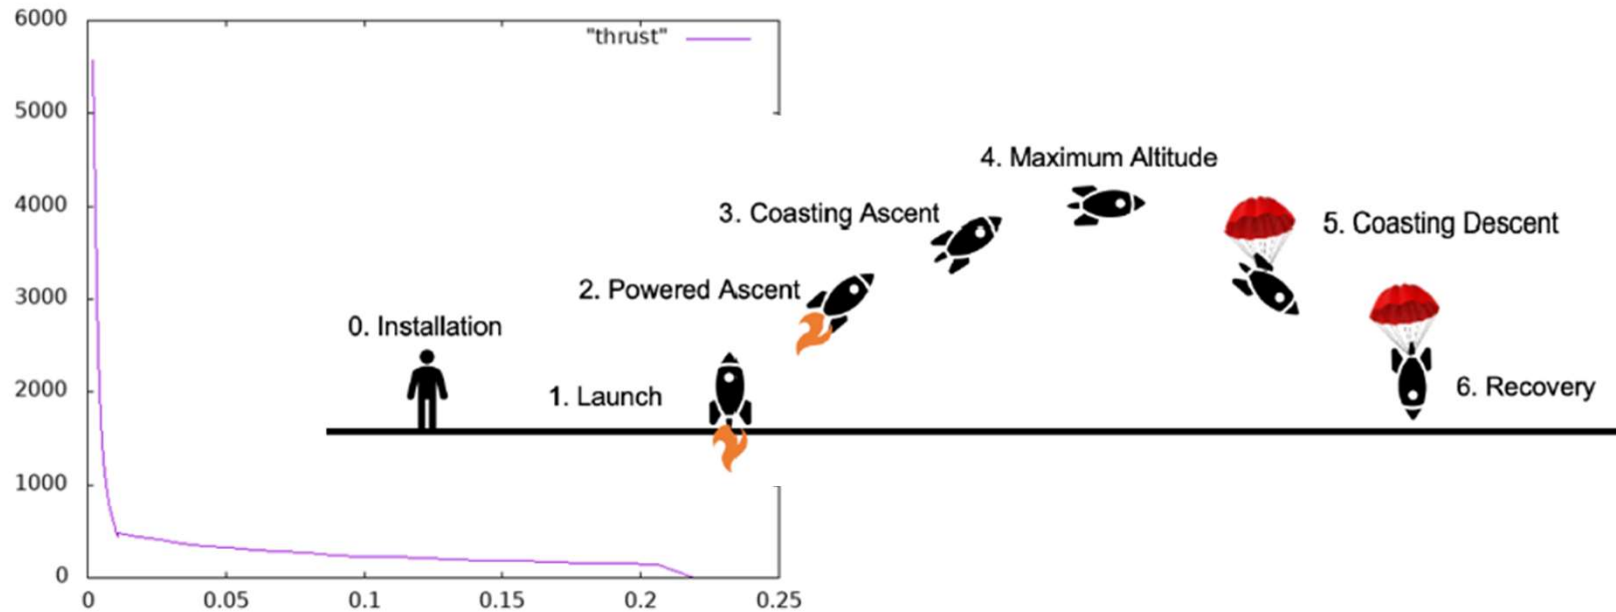 6000
"thrust"
5000
4. Maximum Altitude
4000
3. Coasting Ascent
5. Coasting Descent
3000
2. Powered Ascent
0. Installation
2000
1. Launch
6. Recovery
1000
0
0 0.05 0.1 0.15 0.2 0.25